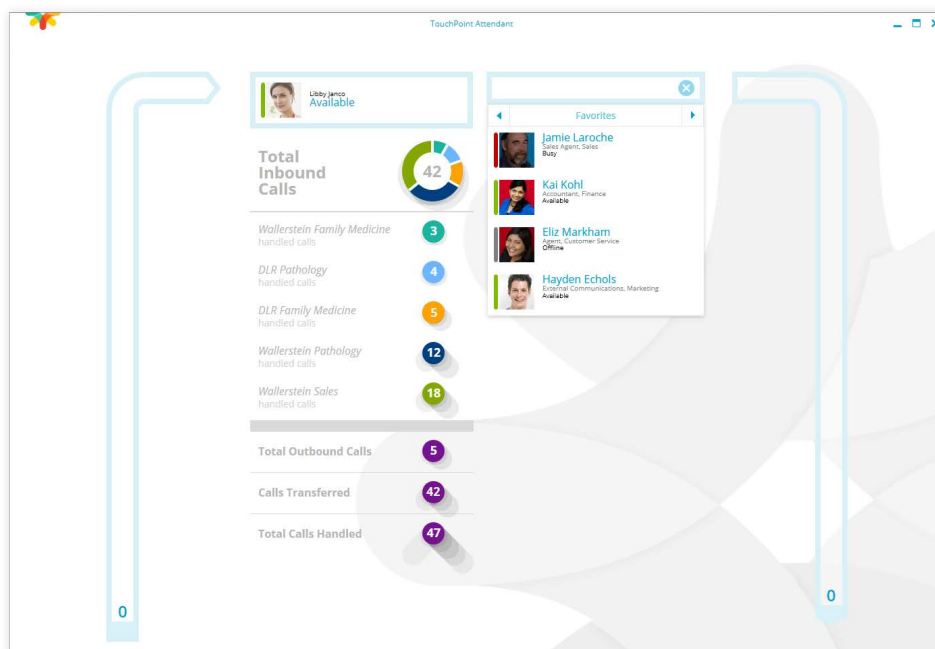 TouchPoint Attendant
Libby Janco
Available
Total
Inbound
Calls
42
Wallerstein Family Medicine
handled calls
3
DLR Pathology
handled calls
4
DLR Family Medicine
handled calls
5
Wallerstein Pathology
handled calls
12
Wallerstein Sales
handled calls
18
Total Outbound Calls
5
Calls Transferred
42
Total Calls Handled
47
Favorites
Jamie Laroche
Sales Agent, Sales
Busy
Kai Kohl
Accountant, Finance
Available
Eliz Markham
Agent, Customer Service
Offline
Hayden Echols
External Communications, Marketing
Available
0
0